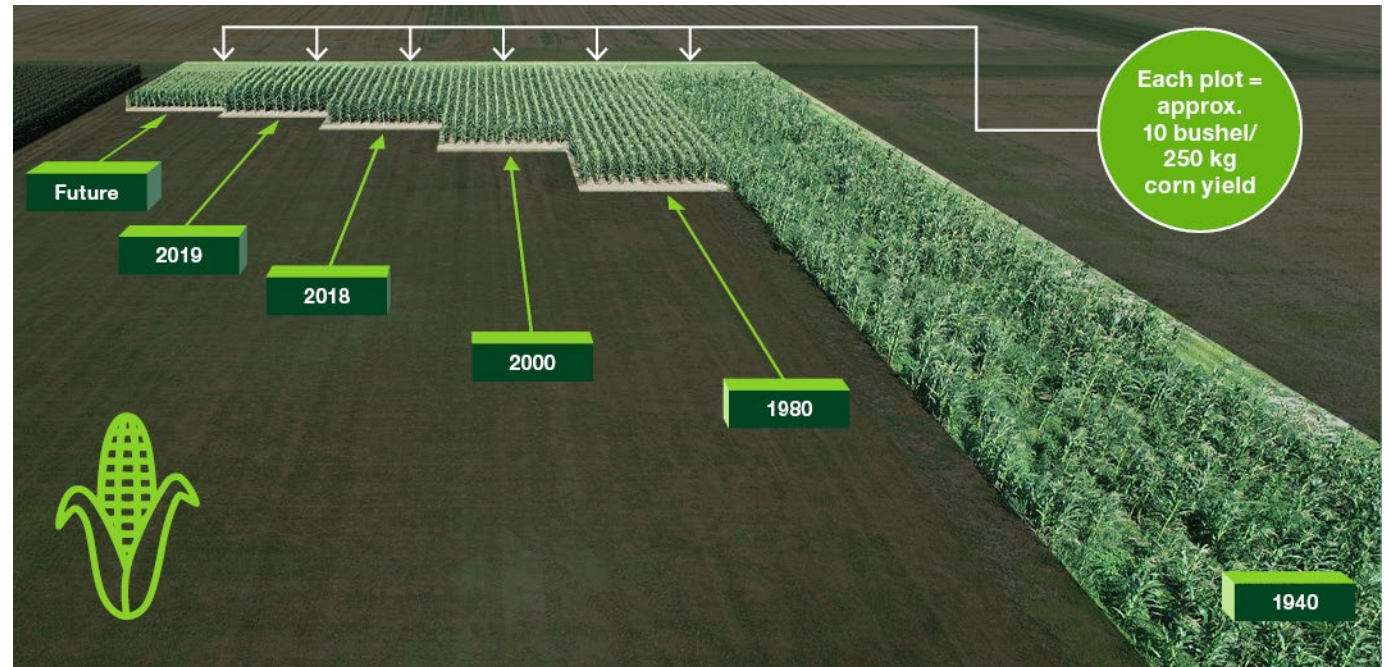 Each plot =
approx.
10 bushel/
250 kg
corn yield
Future
2019
2018
2000
1980
1940